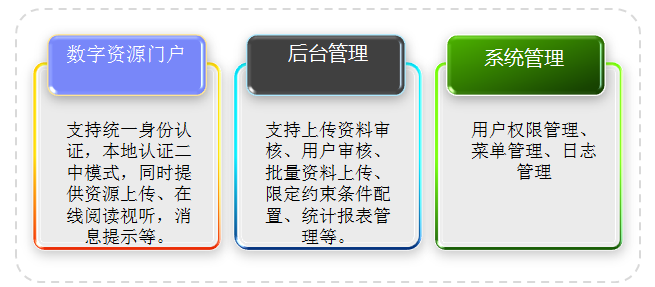 数字资源门户
支持统一身份认
证，本地认证二
中模式，同时提
供资源上传、在
线阅读视听，消
息提示等。
后台管理
支持上传资料审
核、用户审核、
批量资料上传、
限定约束条件配
置、统计报表管
理等。
系统管理
用户权限管理、
菜单管理、日志
管理